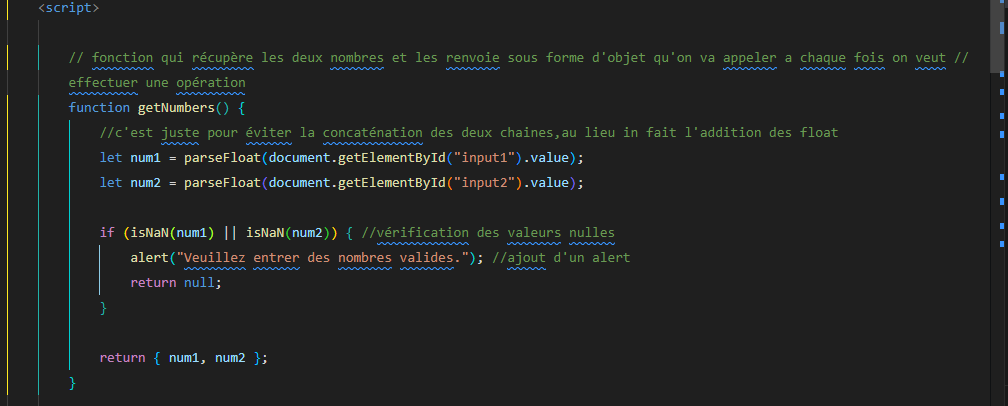 <script>
// fonction qui récupère les deux nombres et les renvoie sous forme d'objet qu'on va appeler a chaque fois on veut //
effectuer une opération
function getNumbers() {
//c'est juste pour éviter la concaténation des deux chaines,au lieu in fait l'addition des float
let num1 = parseFloat(document.getElementById("input1").value);
let num2 = parseFloat(document.getElementById("input2").value);
if (isNaN(num1) || isNaN(num2)) { //vérification des valeurs nulles
alert("Veuillez entrer des nombres valides."); //ajout d'un alert
return null;
}
return { num1, num2 };
}